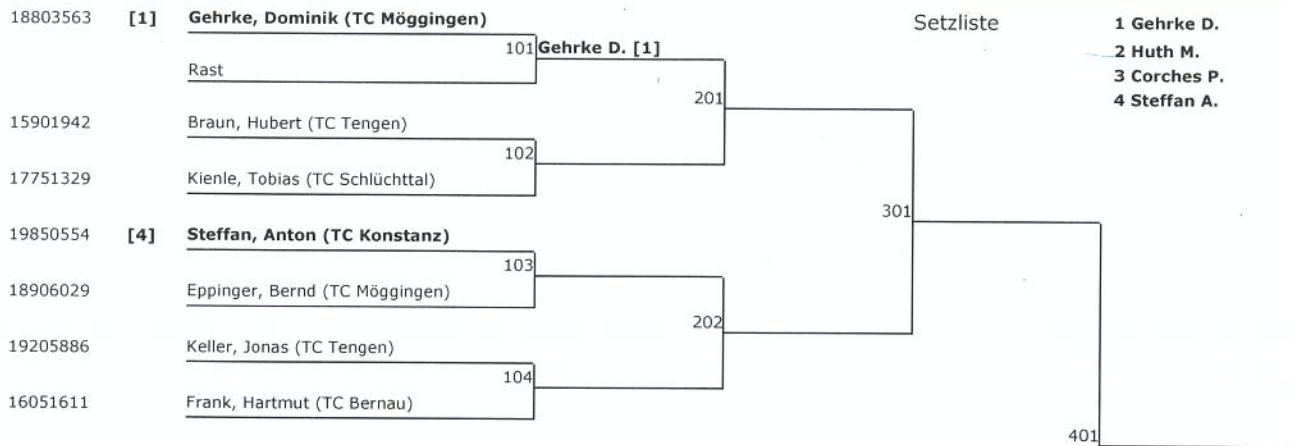 18803563 [1] Gehrke, Dominik (TC Möggingen)
101 Gehrke D. [1]
Rast
201
15901942 Braun, Hubert (TC Tengen)
102
17751329 Kienle, Tobias (TC Schlüchttal)
301
19850554 [4] Steffan, Anton (TC Konstanz)
103
18906029 Eppinger, Bernd (TC Möggingen)
202
19205886 Keller, Jonas (TC Tengen)
104
16051611 Frank, Hartmut (TC Bernau)
401
Setzliste
1 Gehrke D.
2 Huth M.
3 Corches P.
4 Steffan A.